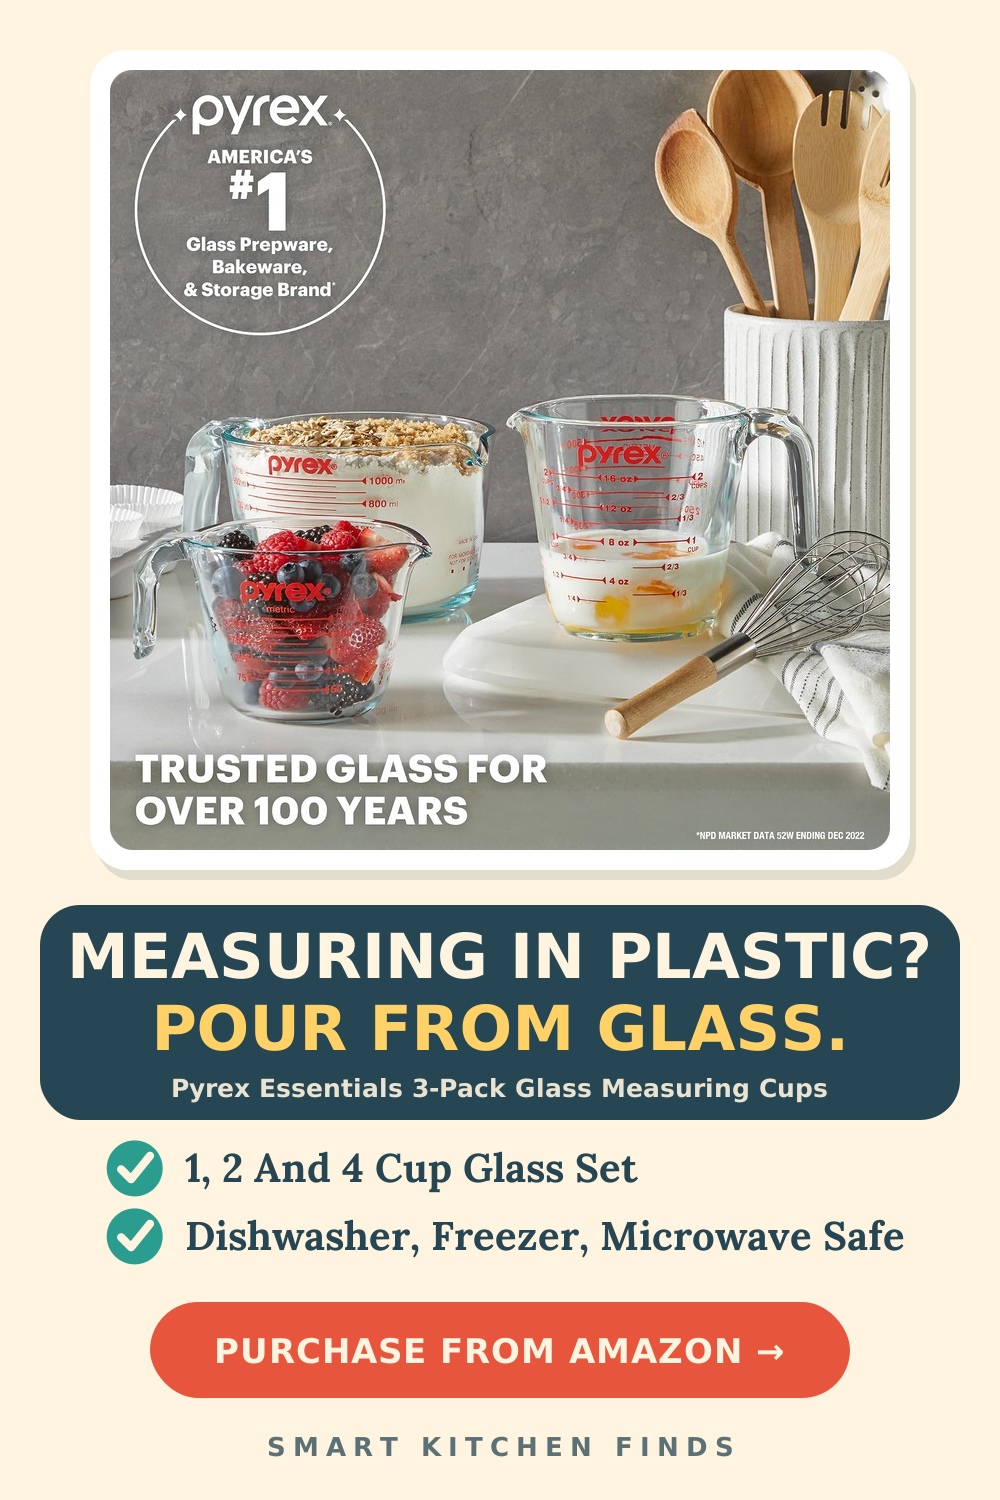 pyrex
AMERICA'S
#1
Glass Prepware,
Bakeware,
& Storage Brand*
pyrex®
1000 ml
800 ml
pyrex
metric
pyrex
2
CUPS
16 oz
2/3
12 oz
1/3
8 oz
1
CUP
2/3
4 oz
1/3
TRUSTED GLASS FOR
OVER 100 YEARS
*NPD MARKET DATA 52W ENDING DEC 2022
MEASURING IN PLASTIC?
POUR FROM GLASS.
Pyrex Essentials 3-Pack Glass Measuring Cups
1, 2 And 4 Cup Glass Set
Dishwasher, Freezer, Microwave Safe
PURCHASE FROM AMAZON →
SMART KITCHEN FINDS